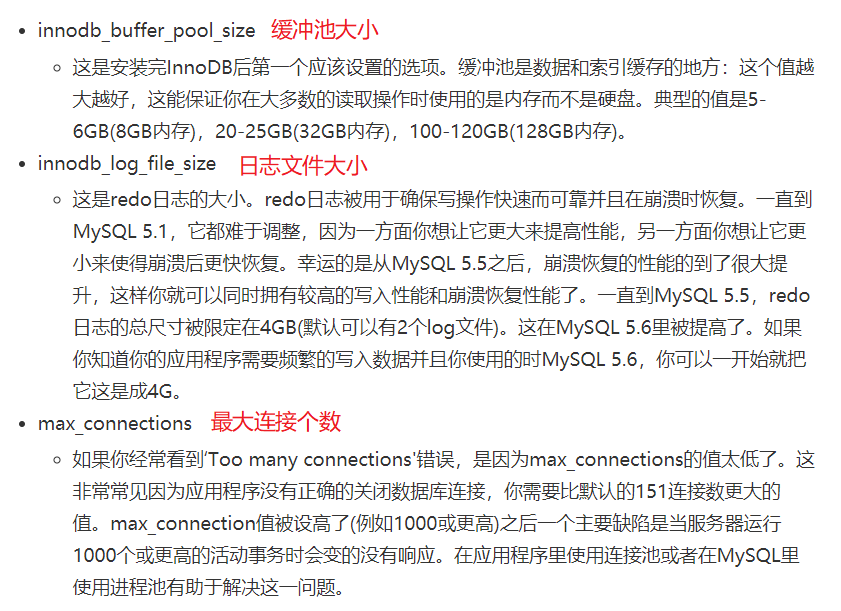 innodb_buffer_pool_size 缓冲池大小
这是安装完InnoDB后第一个应该设置的选项。缓冲池是数据和索引缓存的地方：这个值越
大越好，这能保证你在大多数的读取操作时使用的是内存而不是硬盘。典型的值是5-
6GB(8GB内存)，20-25GB(32GB内存)，100-120GB(128GB内存)。
innodb_log_file_size 日志文件大小
这是redo日志的大小。redo日志被用于确保写操作快速而可靠并且在崩溃时恢复。一直到
MySQL 5.1，它都难于调整，因为一方面你想让它更大来提高性能，另一方面你想让它更
小来使得崩溃后更快恢复。幸运的是从MySQL 5.5之后，崩溃恢复的性能的到了很大提
升，这样你就可以同时拥有较高的写入性能和崩溃恢复性能了。一直到MySQL 5.5，redo
日志的总尺寸被限定在4GB(默认可以有2个log文件)。这在MySQL 5.6里被提高了。如果
你知道你的应用程序需要频繁的写入数据并且你使用的时MySQL 5.6，你可以一开始就把
它这是成4G。
max_connections 最大连接个数
如果你经常看到'Too many connections'错误，是因为max_connections的值太低了。这
非常常见因为应用程序没有正确的关闭数据库连接，你需要比默认的151连接数更大的
值。max_connection值被设高了(例如1000或更高)之后一个主要缺陷是当服务器运行
1000个或更高的活动事务时会变的没有响应。在应用程序里使用连接池或者在MySQL里
使用进程池有助于解决这一问题。